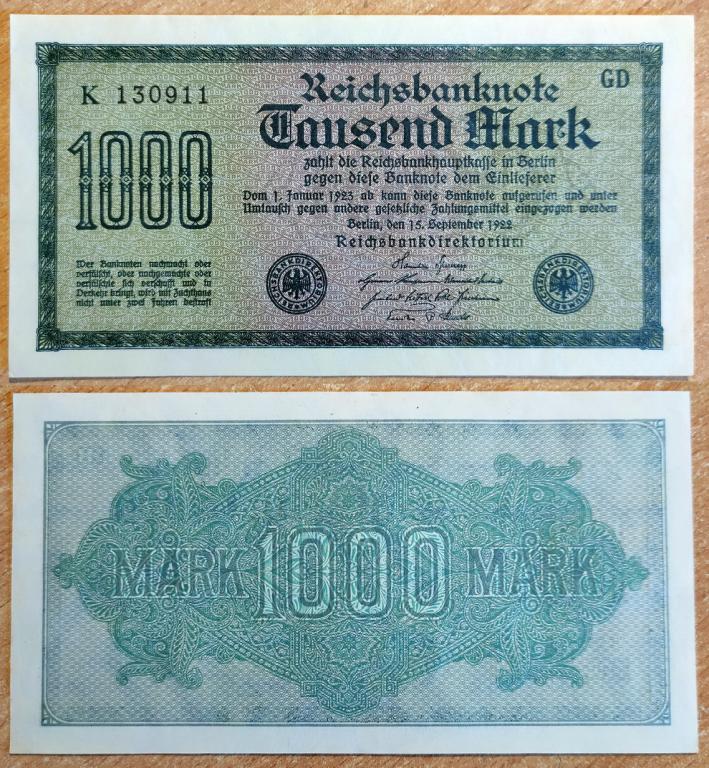 K 130911
GD
1000
Reichsbanknote
Tausend Mark
zahlt die Reichsbankhauptkasse in Berlin
gegen diese Banknote dem Einlieferer
Vom 1. Januar 1923 ab kann diese Banknote aufgerufen und unter
Umtausch gegen andere gesetzliche Zahlungsmittel eingezogen werden
Berlin, den 15. September 1922
Reichsbankdirektorium
Wer Banknoten nachmacht oder
verfälscht, oder nachgemachte oder
verfälschte sich verschafft und in
Verkehr bringt, wird mit Zuchthaus
nicht unter zwei Jahren bestraft
REICHSBANKDIREKTORIUM
REICHSBANKDIREKTORIUM
MARK 1000 MARK